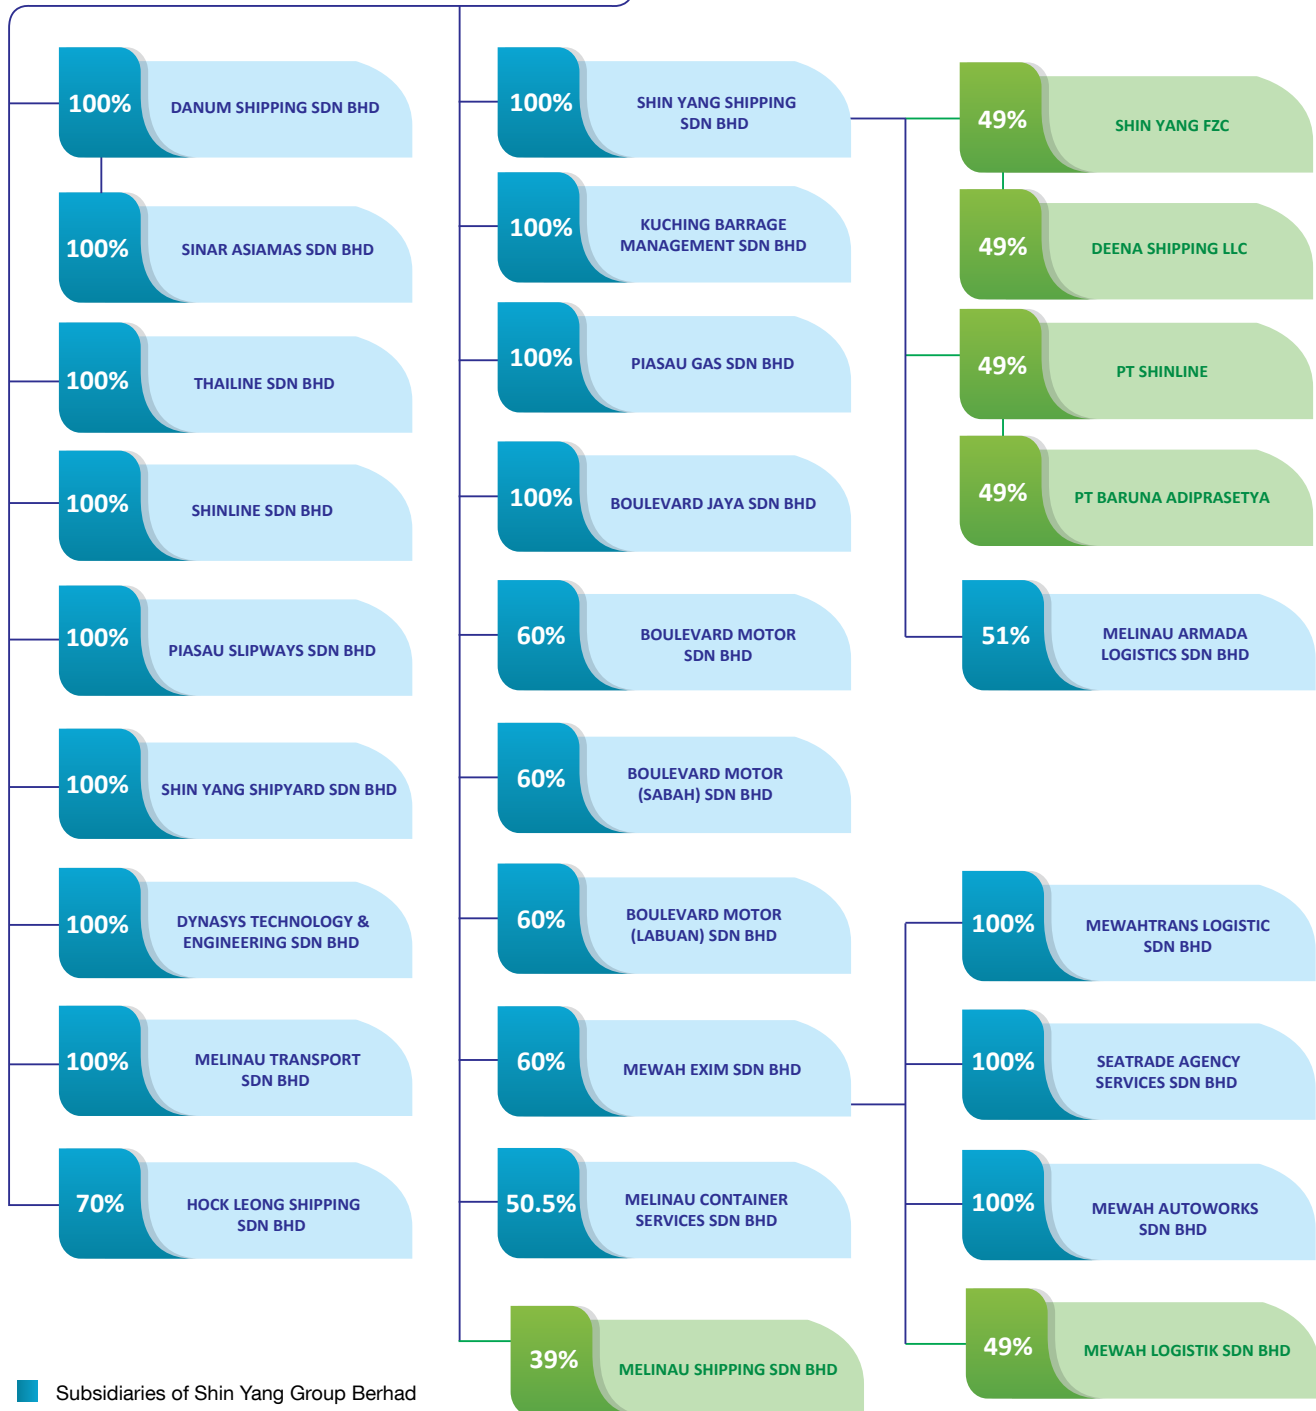 100%
DANUM SHIPPING SDN BHD
100%
SINAR ASIAMAS SDN BHD
100%
THAILINE SDN BHD
100%
SHINLINE SDN BHD
100%
PIASAU SLIPWAYS SDN BHD
100%
SHIN YANG SHIPYARD SDN BHD
100%
DYNASYS TECHNOLOGY &
ENGINEERING SDN BHD
100%
MELINAU TRANSPORT
SDN BHD
70%
HOCK LEONG SHIPPING
SDN BHD
100%
SHIN YANG SHIPPING
SDN BHD
100%
KUCHING BARRAGE
MANAGEMENT SDN BHD
100%
PIASAU GAS SDN BHD
100%
BOULEVARD JAYA SDN BHD
60%
BOULEVARD MOTOR
SDN BHD
60%
BOULEVARD MOTOR
(SABAH) SDN BHD
60%
BOULEVARD MOTOR
(LABUAN) SDN BHD
60%
MEWAH EXIM SDN BHD
50.5%
MELINAU CONTAINER
SERVICES SDN BHD
39%
MELINAU SHIPPING SDN BHD
49%
SHIN YANG FZC
49%
DEENA SHIPPING LLC
49%
PT SHINLINE
49%
PT BARUNA ADIPRASETYA
51%
MELINAU ARMADA
LOGISTICS SDN BHD
100%
MEWAHTRANS LOGISTIC
SDN BHD
100%
SEATRADE AGENCY
SERVICES SDN BHD
100%
MEWAH AUTOWORKS
SDN BHD
49%
MEWAH LOGISTIK SDN BHD
Subsidiaries of Shin Yang Group Berhad